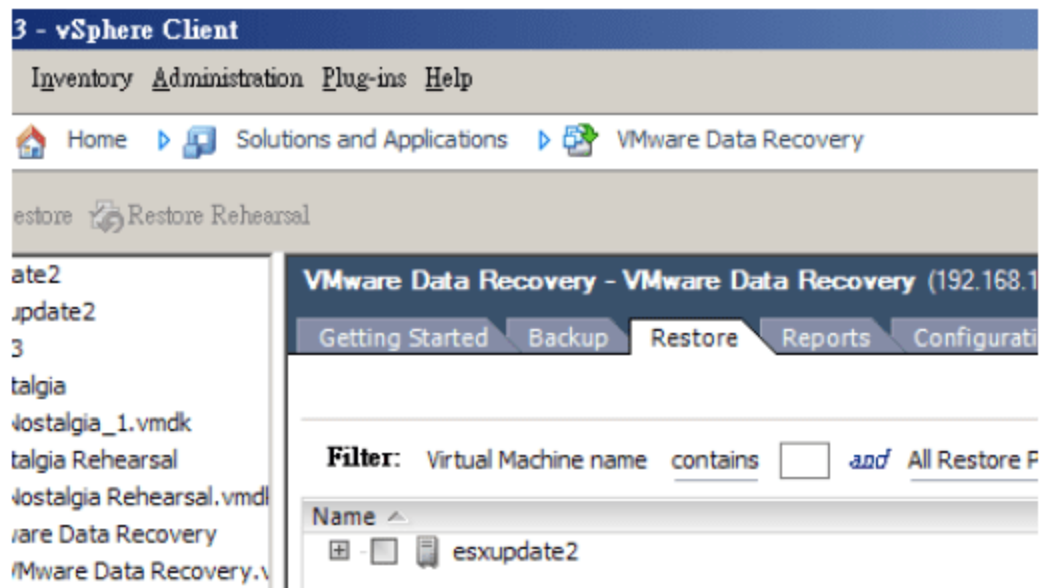 3 - vSphere Client
Inventory Administration Plug-ins Help
Home Solutions and Applications VMware Data Recovery
estore Restore Rehearsal
ate2
update2
3
talgia
Nostalgia_1.vmdk
talgia Rehearsal
Nostalgia Rehearsal.vmd
ware Data Recovery
VMware Data Recovery.v
VMware Data Recovery - VMware Data Recovery (192.168.1
Getting Started Backup Restore Reports Configurati
Filter: Virtual Machine name contains and All Restore P
Name
esxupdate2